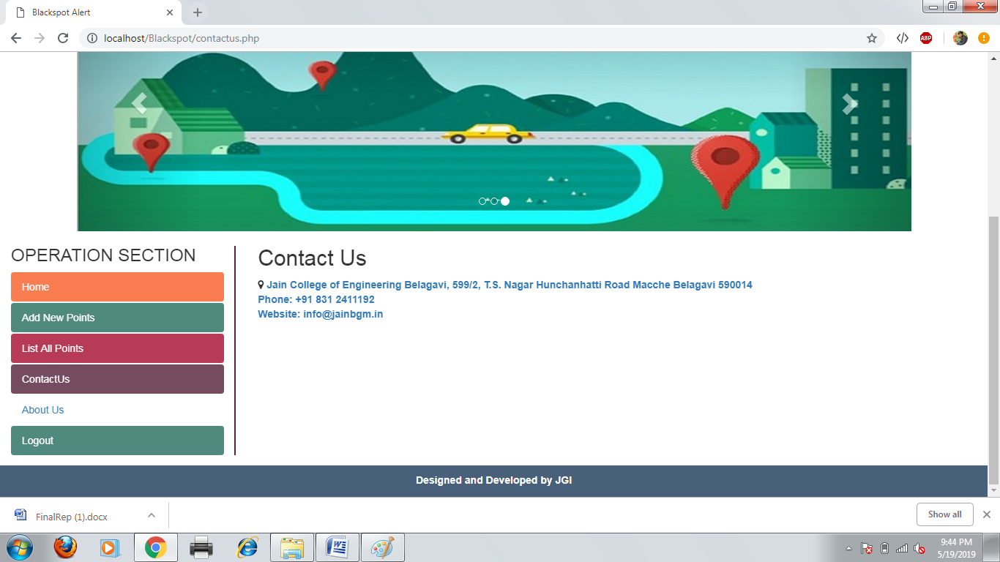 Blackspot Alert
localhost/Blackspot/contactus.php
ABP
OPERATION SECTION
Home
Add New Points
List All Points
ContactUs
About Us
Logout
Contact Us
Jain College of Engineering Belagavi, 599/2, T.S. Nagar Hunchanhatti Road Macche Belagavi 590014
Phone: +91 831 2411192
Website: info@jainbgm.in
Designed and Developed by JGI
FinalRep (1).docx
Show all
9:44 PM
5/19/2019